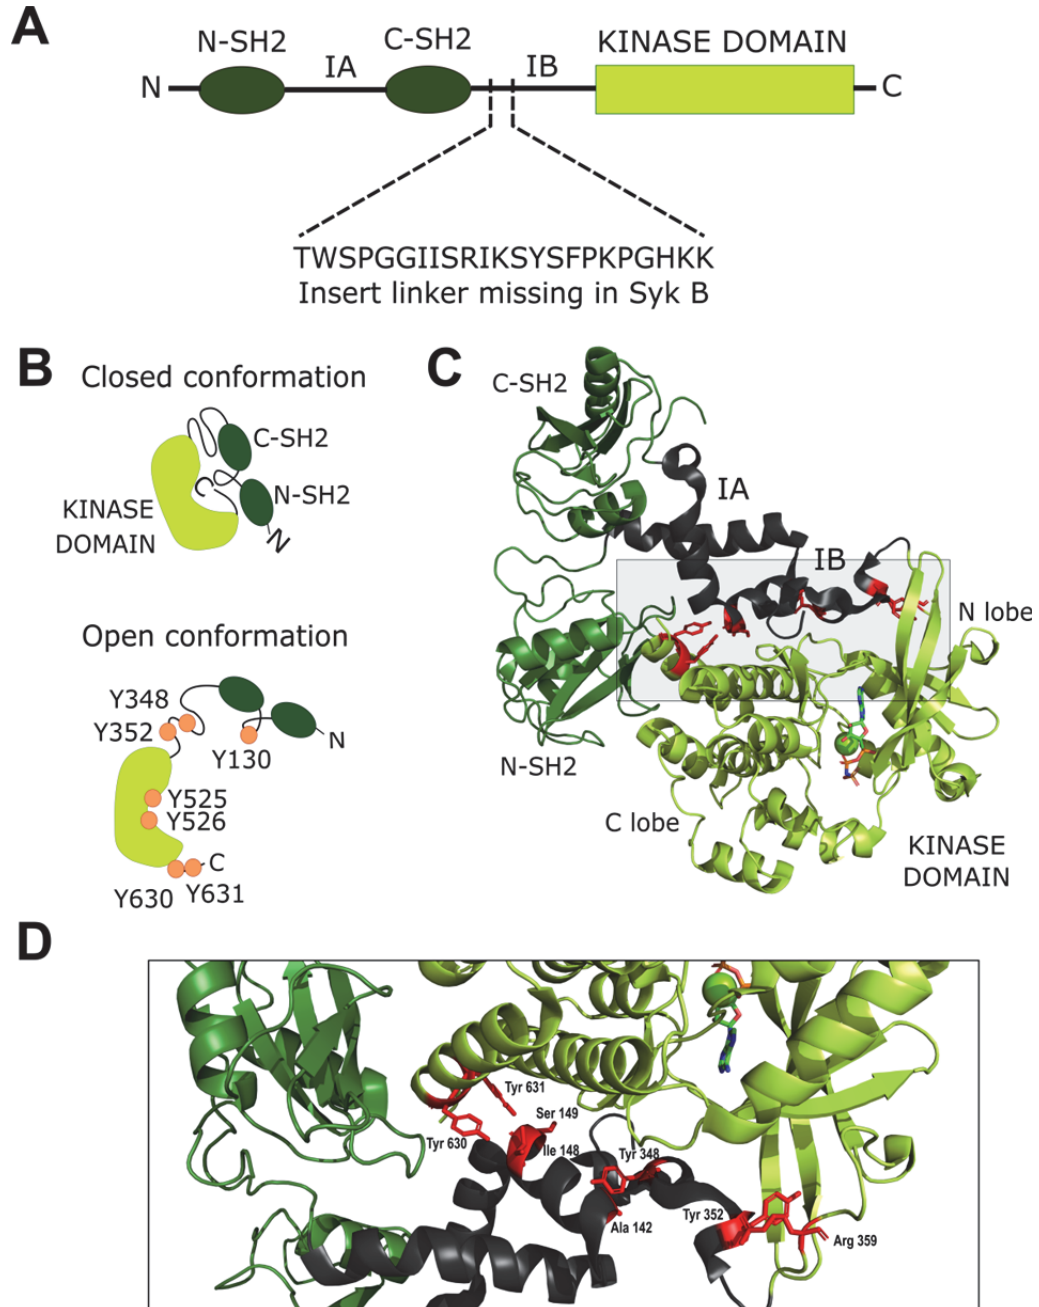 A
N-SH2
IA
C-SH2
IB
KINASE DOMAIN
N
C
TWSPGGIISRIKSYSFPKPGHKK
Insert linker missing in Syk B
B
Closed conformation
C-SH2
N-SH2
KINASE
DOMAIN
N
Open conformation
Y348
Y352
Y130
N
Y525
Y526
C
Y630
Y631
C
C-SH2
IA
IB
N lobe
N-SH2
C lobe
KINASE
DOMAIN
D
Tyr 631
Ser 149
Tyr 630
Ile 148
Tyr 348
Ala 142
Tyr 352
Arg 359